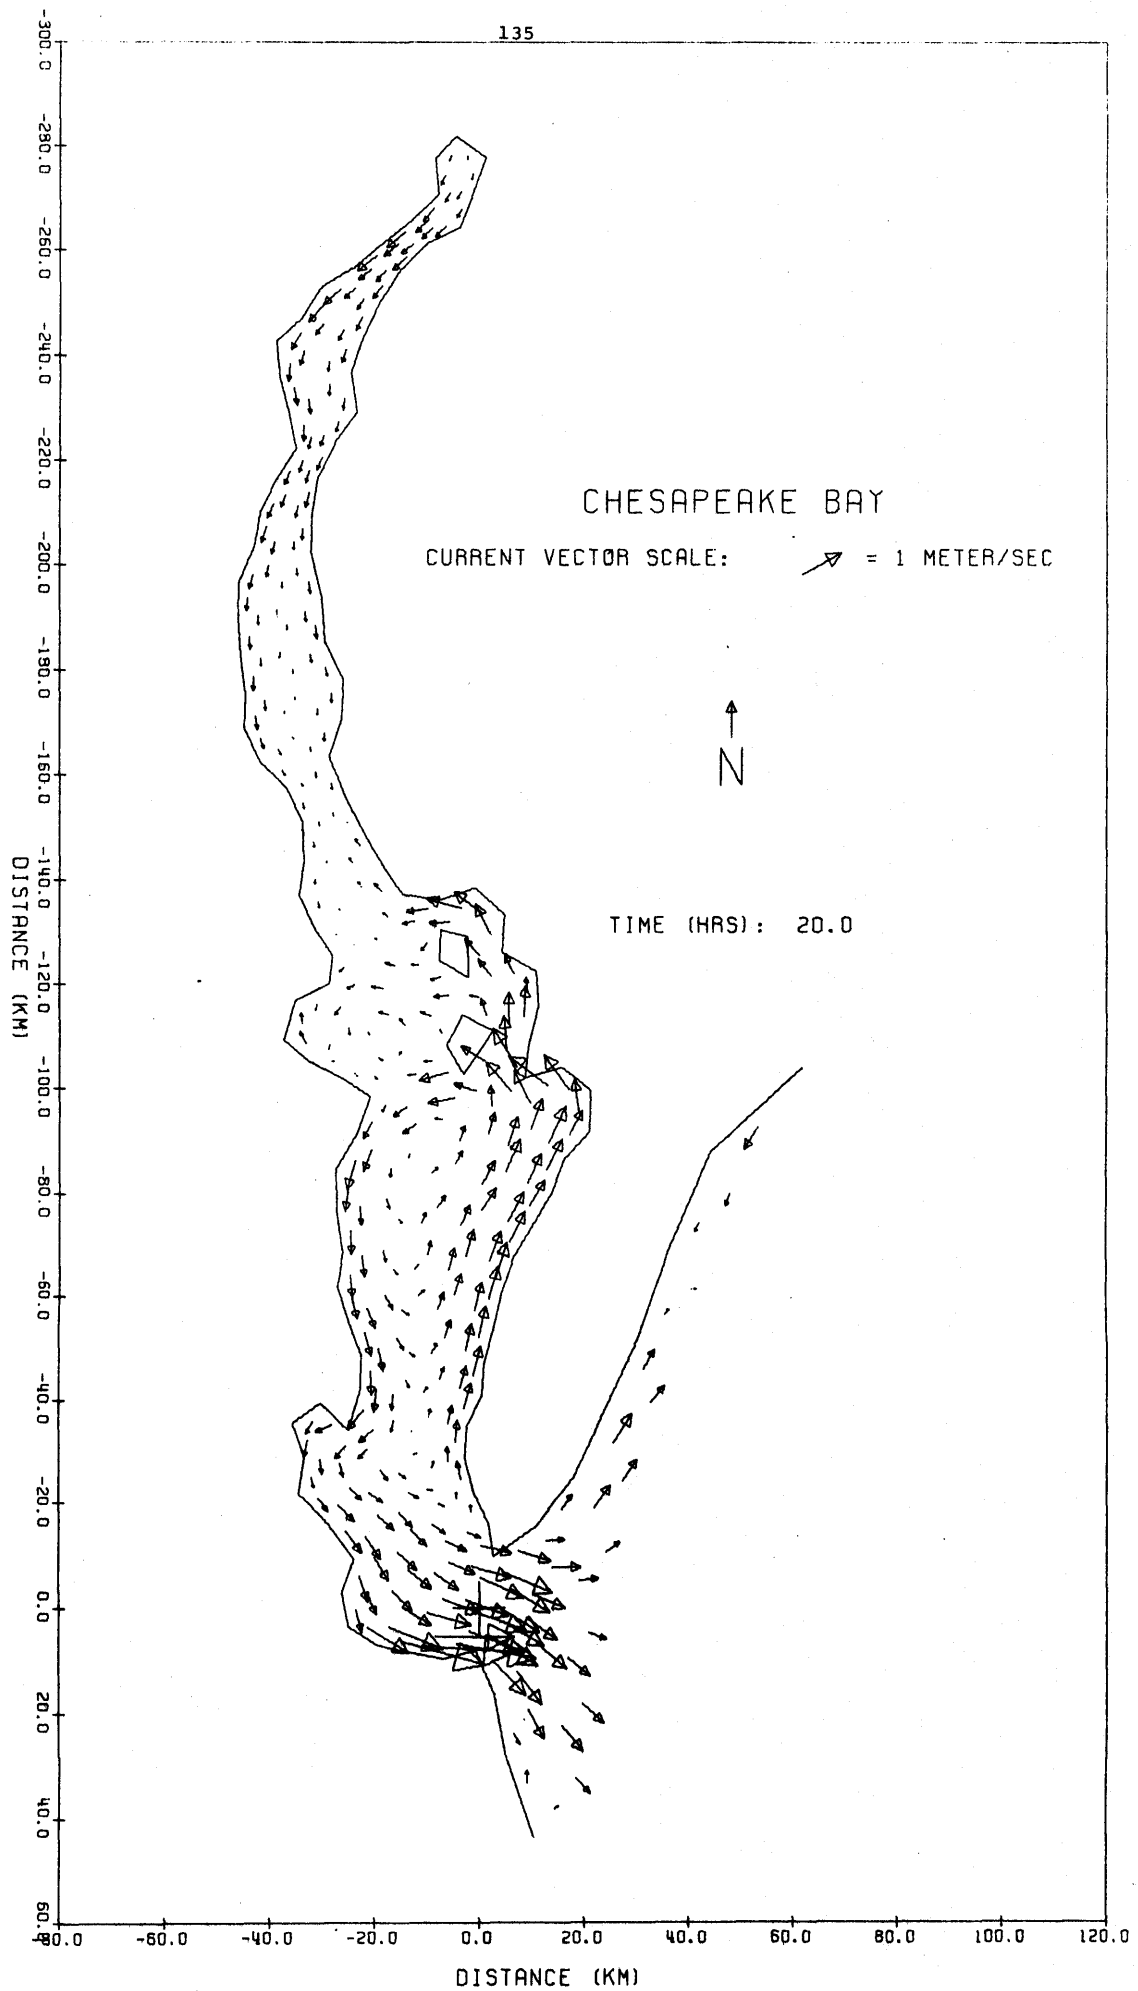 135
-300.0
-280.0
-260.0
-240.0
-220.0
-200.0
-180.0
-160.0
-140.0
-120.0
-100.0
-80.0
-60.0
-40.0
-20.0
0.0
20.0
40.0
60.0
DISTANCE (KM)
CHESAPEAKE BAY
CURRENT VECTOR SCALE: = 1 METER/SEC
N
TIME (HRS): 20.0
-80.0 -60.0 -40.0 -20.0 0.0 20.0 40.0 60.0 80.0 100.0 120.0
DISTANCE (KM)